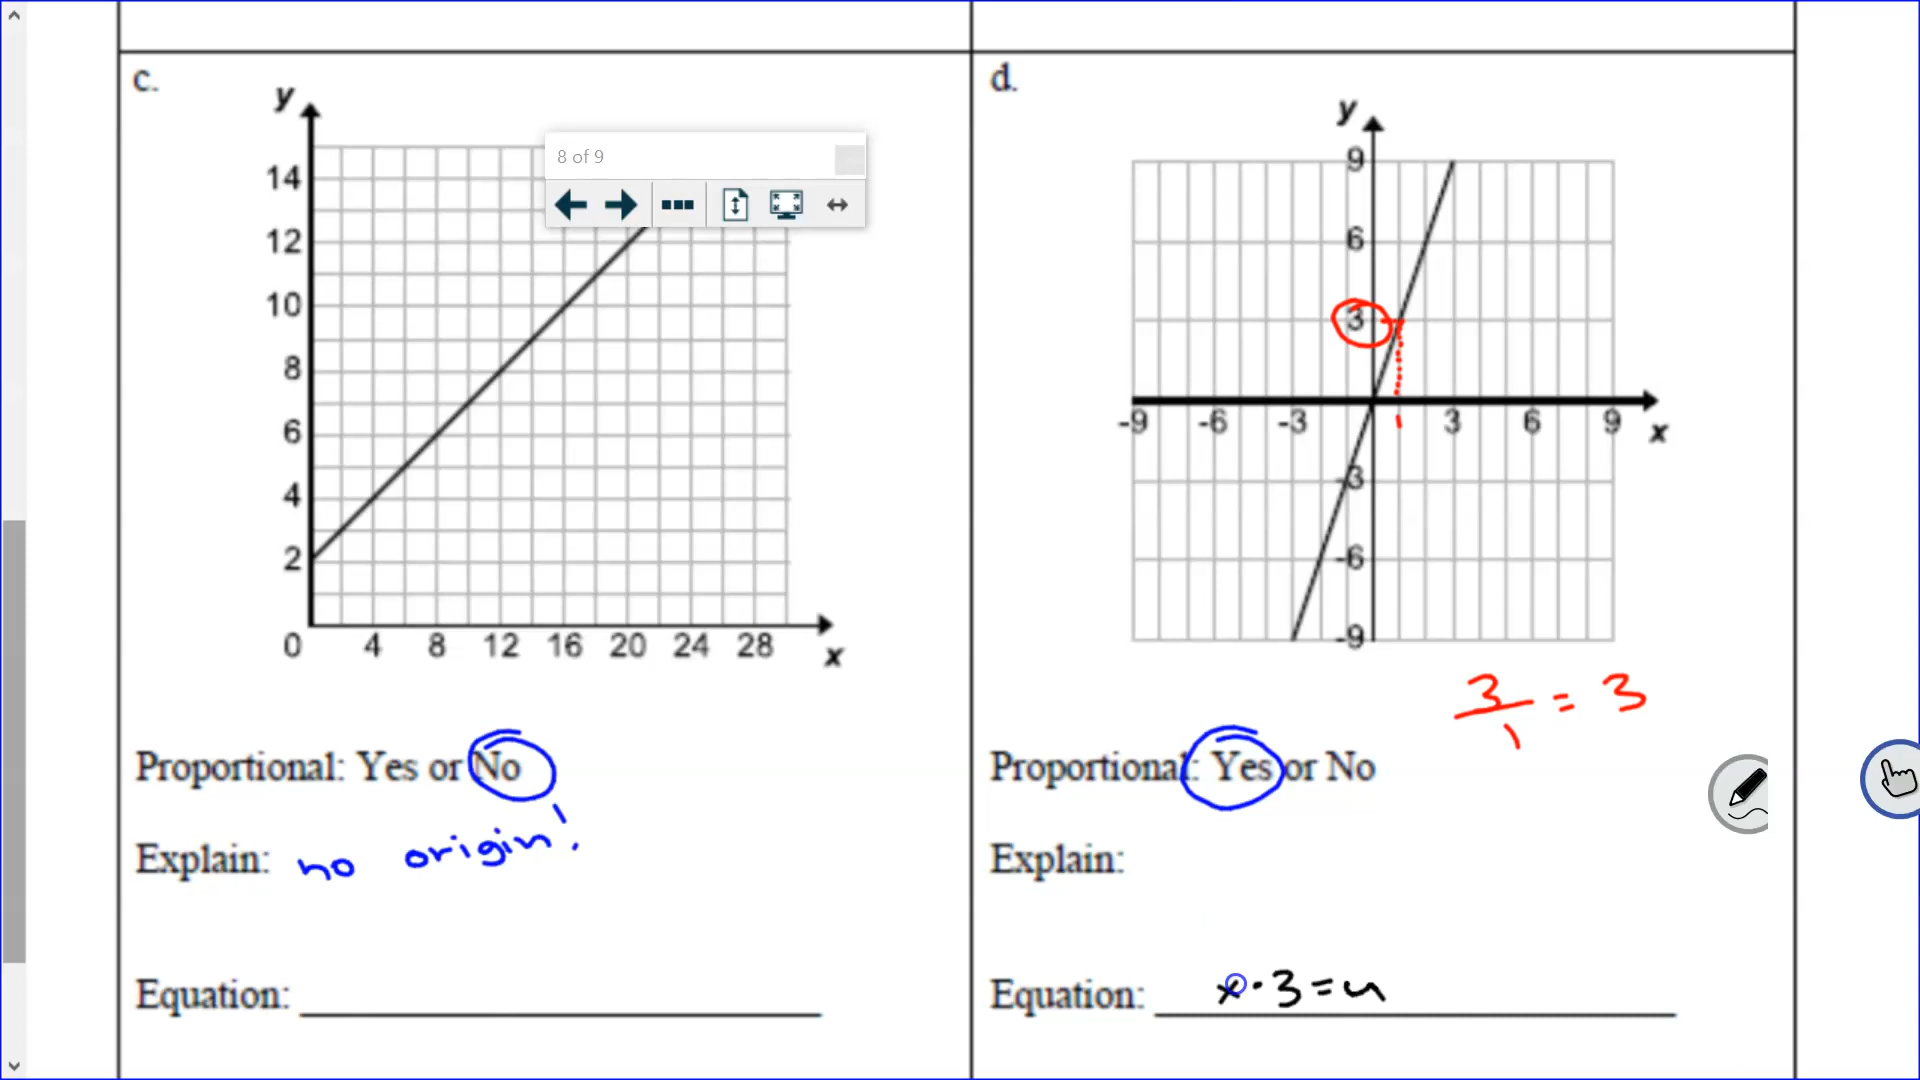 c.
y
14
12
10
8
6
4
2
0 4 8 12 16 20 24 28
x
8 of 9
Proportional: Yes or No
Explain: no origin!
Equation:
d.
y
9
6
3
-9 -6 -3 3 6 9
x
-3
-6
-9
3/1 = 3
Proportional: Yes or No
Explain:
Equation: x · 3 = y